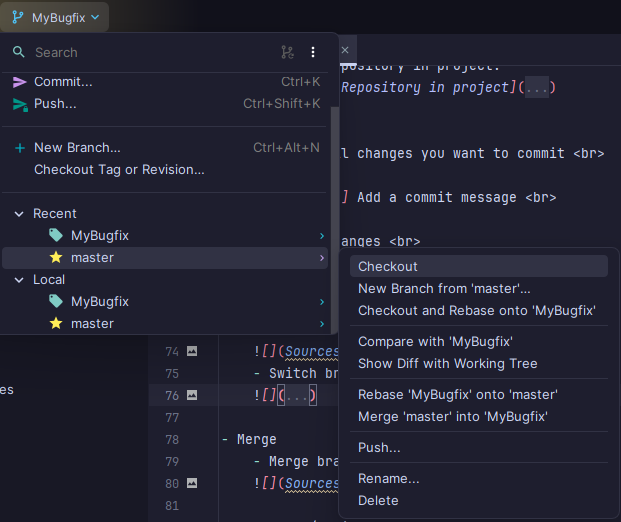 MyBugfix
Search
Commit... Ctrl+K
Push... Ctrl+Shift+K
New Branch... Ctrl+Alt+N
Checkout Tag or Revision...
Recent
MyBugfix
master
Local
MyBugfix
master
pository in project.
Repository in project](...)
l changes you want to commit <br>
] Add a commit message <br>
anges <br>
Checkout
New Branch from 'master'...
Checkout and Rebase onto 'MyBugfix'
Compare with 'MyBugfix'
Show Diff with Working Tree
Rebase 'MyBugfix' onto 'master'
Merge 'master' into 'MyBugfix'
Push...
Rename...
Delete
es
74 ![](Sources
75 - Switch br
76 ![](...)
77
78 - Merge
79 - Merge bra
80 ![](Sources
81